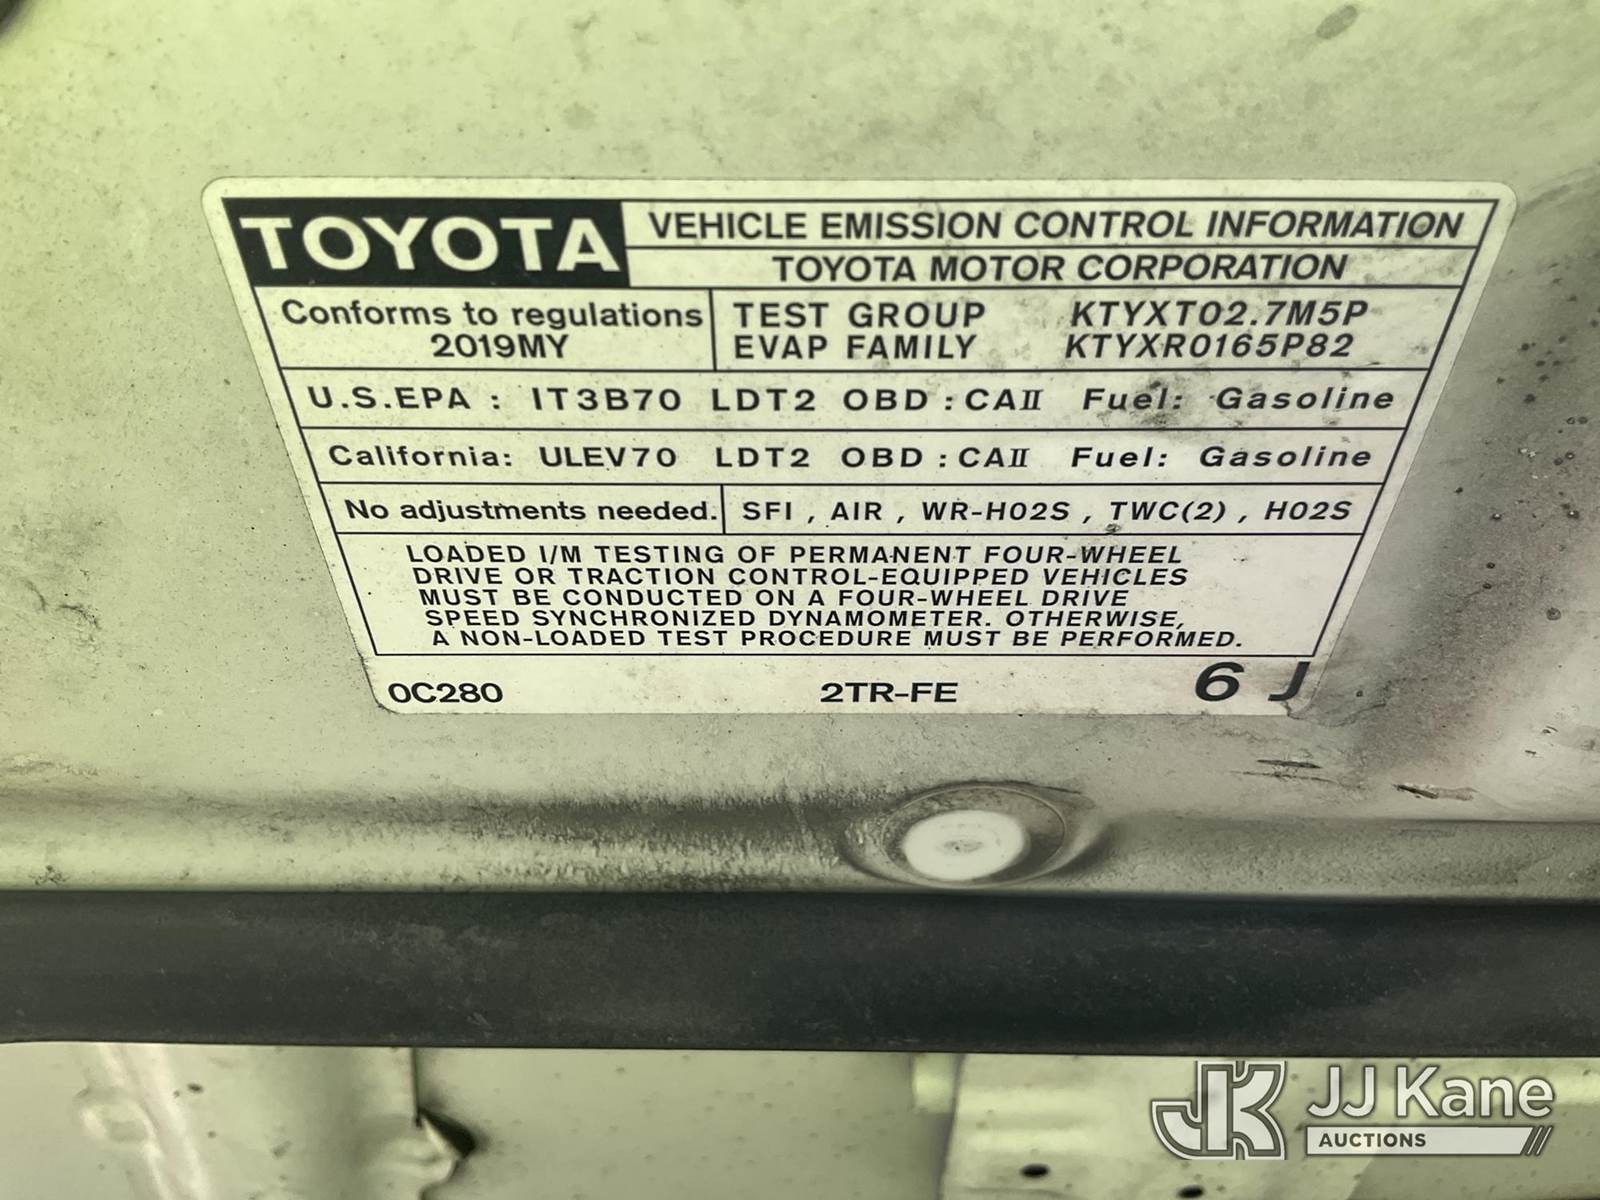 TOYOTA
VEHICLE EMISSION CONTROL INFORMATION
TOYOTA MOTOR CORPORATION
Conforms to regulations
2019MY
TEST GROUP KTYXT02.7M5P
EVAP FAMILY KTYXR0165P82
U.S.EPA : IT3B70 LDT2 OBD : CAII Fuel: Gasoline
California: ULEV70 LDT2 OBD : CAII Fuel: Gasoline
No adjustments needed.
SFI , AIR , WR-HO2S , TWC(2) , HO2S
LOADED I/M TESTING OF PERMANENT FOUR-WHEEL
DRIVE OR TRACTION CONTROL-EQUIPPED VEHICLES
MUST BE CONDUCTED ON A FOUR-WHEEL DRIVE
SPEED SYNCHRONIZED DYNAMOMETER. OTHERWISE,
A NON-LOADED TEST PROCEDURE MUST BE PERFORMED.
0C280 2TR-FE 6 J
JK JJ Kane
AUCTIONS